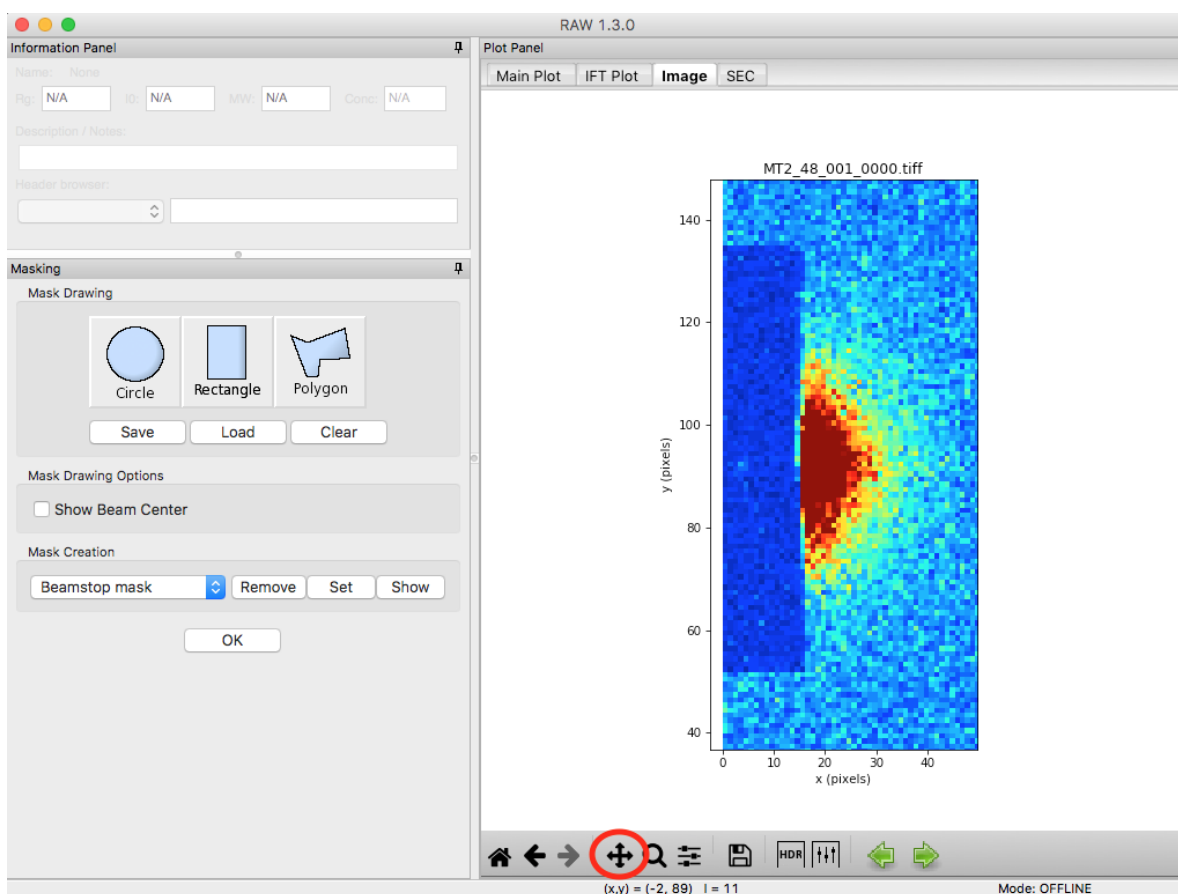 RAW 1.3.0
Information Panel
Name: None
Rg: N/A I0: N/A MW: N/A Conc: N/A
Description / Notes:
Header browser:
Masking
Mask Drawing
Circle Rectangle Polygon
Save Load Clear
Mask Drawing Options
Show Beam Center
Mask Creation
Beamstop mask Remove Set Show
OK
Plot Panel
Main Plot IFT Plot Image SEC
MT2_48_001_0000.tiff
140
120
100
80
60
40
y (pixels)
0 10 20 30 40
x (pixels)
HDR
(x,y) = (-2, 89) I = 11 Mode: OFFLINE